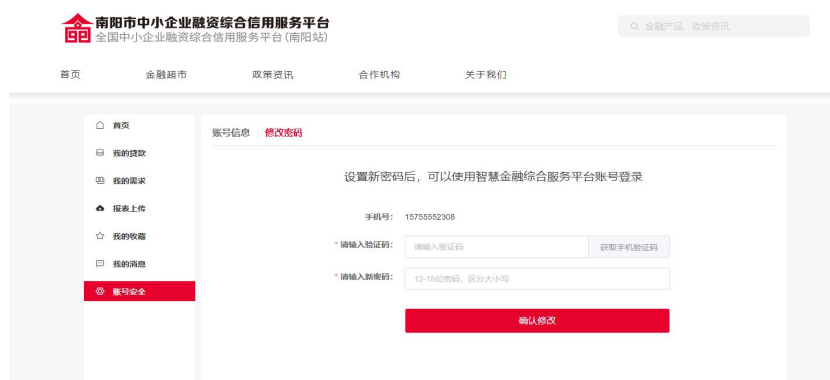 南阳市中小企业融资综合信用服务平台
全国中小企业融资综合信用服务平台(南阳站)
金融产品、政策资讯
首页 金融超市 政策资讯 合作机构 关于我们
首页
我的贷款
我的需求
报表上传
我的收藏
我的消息
账号安全
账号信息 修改密码
设置新密码后，可以使用智慧金融综合服务平台账号登录
手机号： 15755552308
* 请输入验证码： 请输入验证码 获取手机验证码
* 请输入新密码： 12-16位密码，区分大小写
确认修改